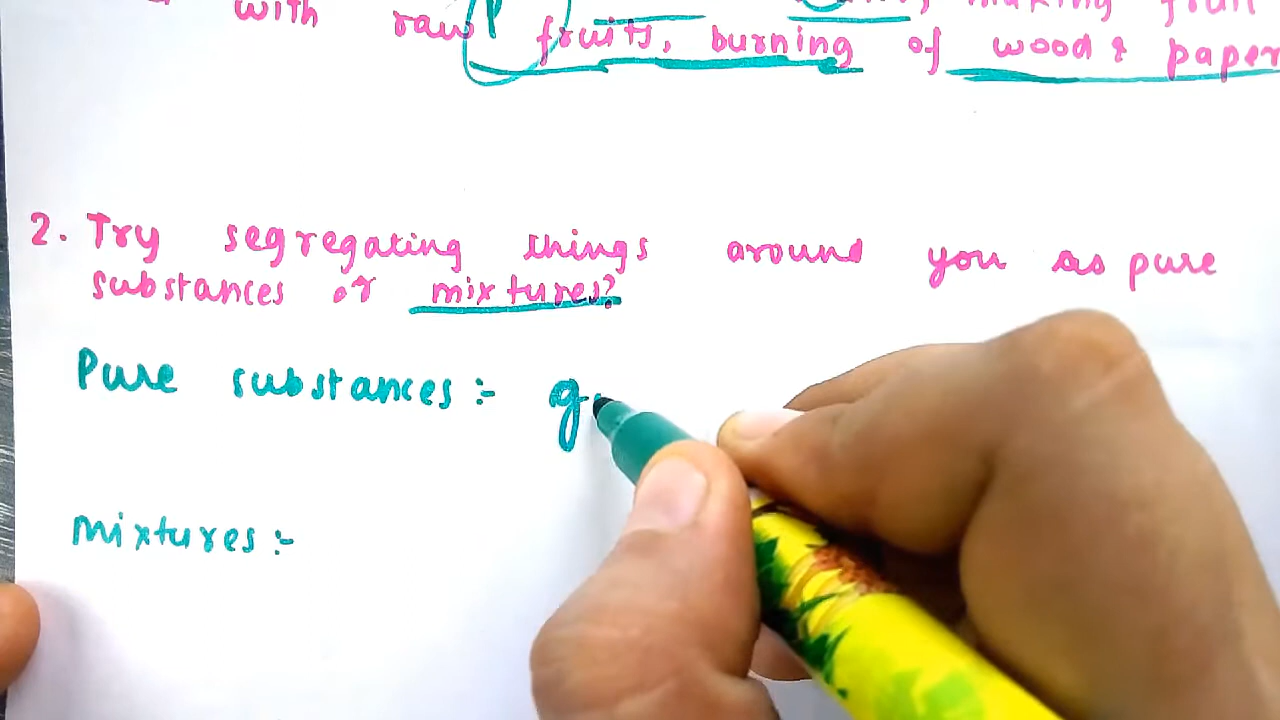 with raw fruits, burning of wood & paper
2. Try segregating things around you as pure
substances or mixtures?
Pure substances :- g
mixtures :-